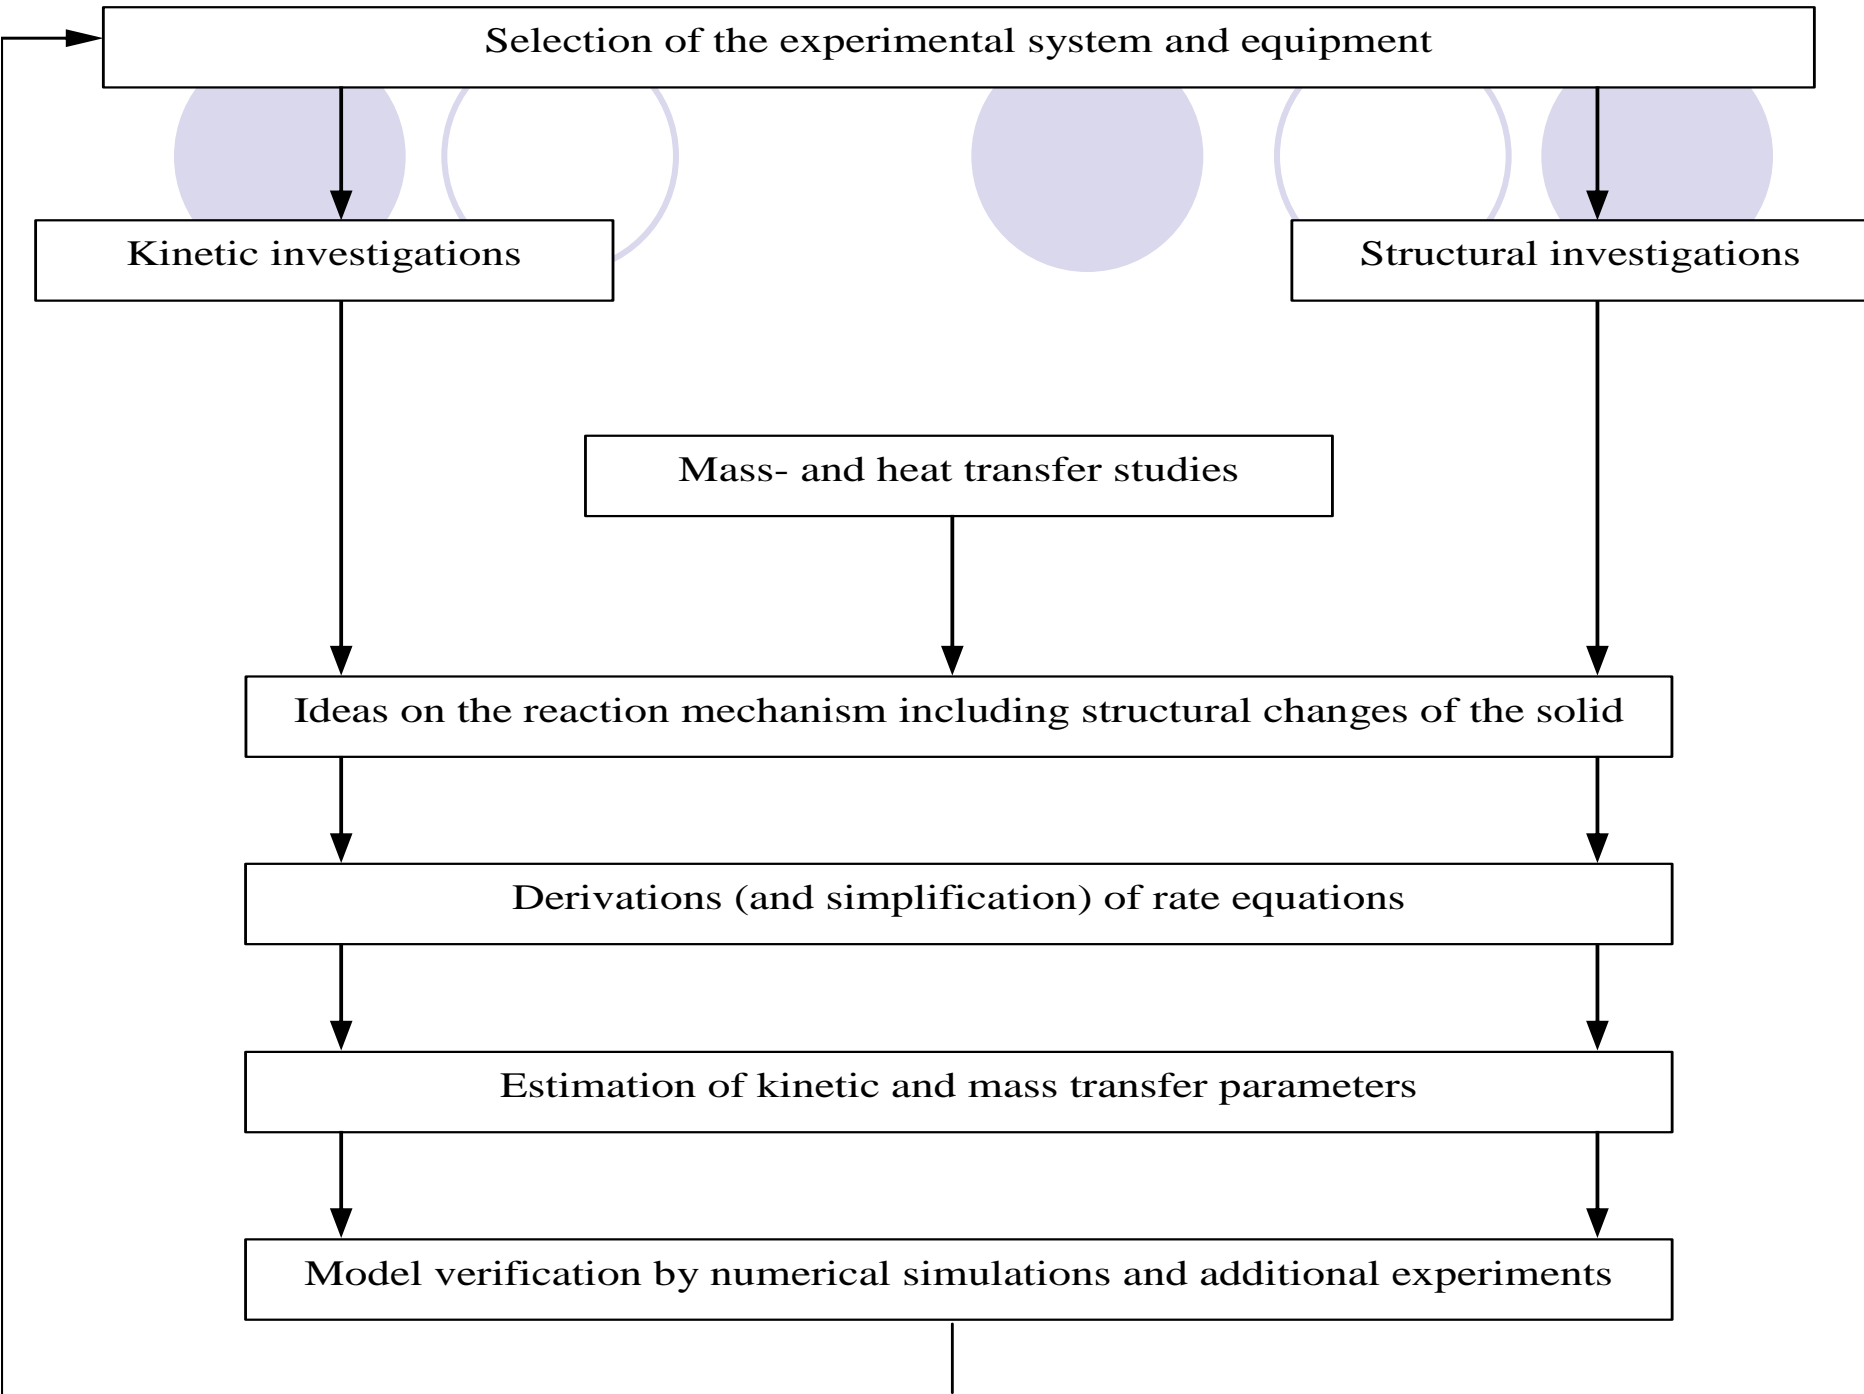 Selection of the experimental system and equipment
Kinetic investigations
Structural investigations
Mass- and heat transfer studies
Ideas on the reaction mechanism including structural changes of the solid
Derivations (and simplification) of rate equations
Estimation of kinetic and mass transfer parameters
Model verification by numerical simulations and additional experiments